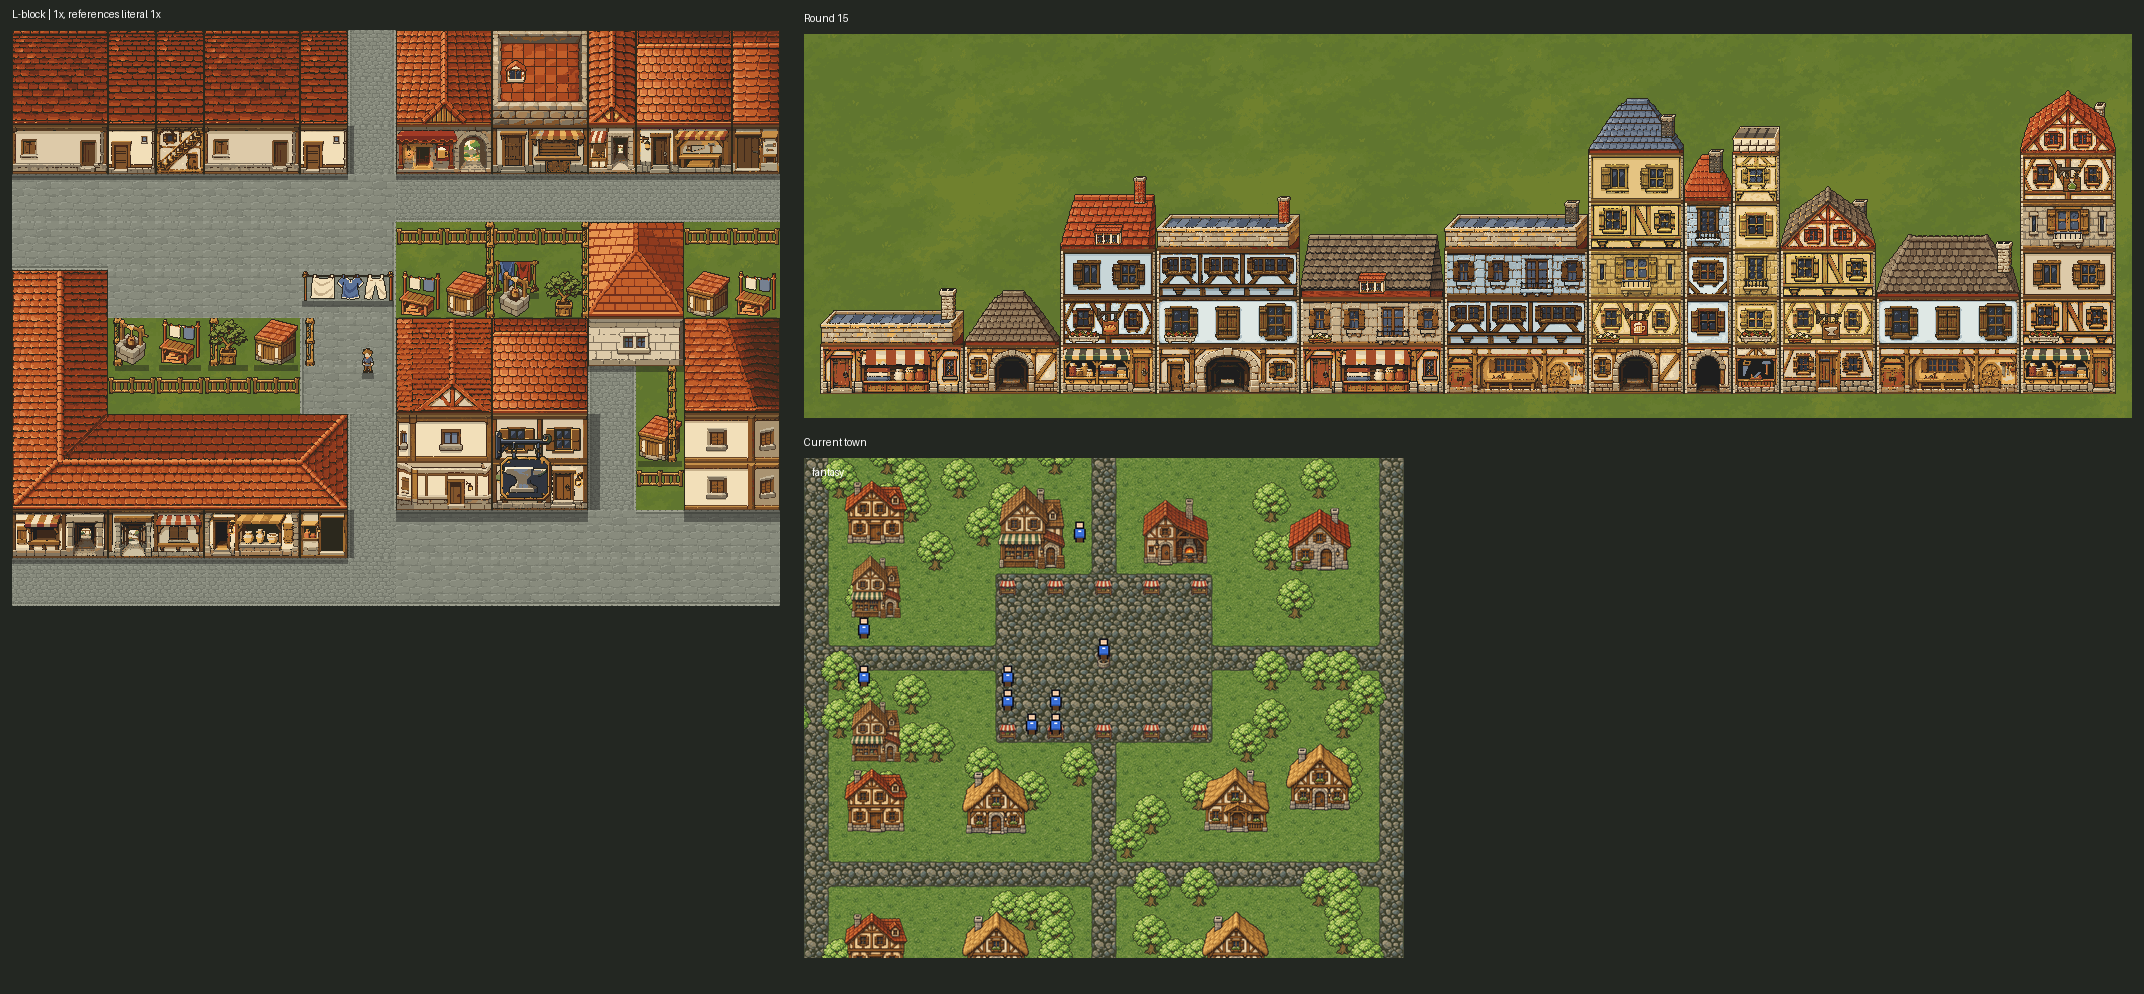 L-block | 1x, references literal 1x
Round 15
Current town
fantasy